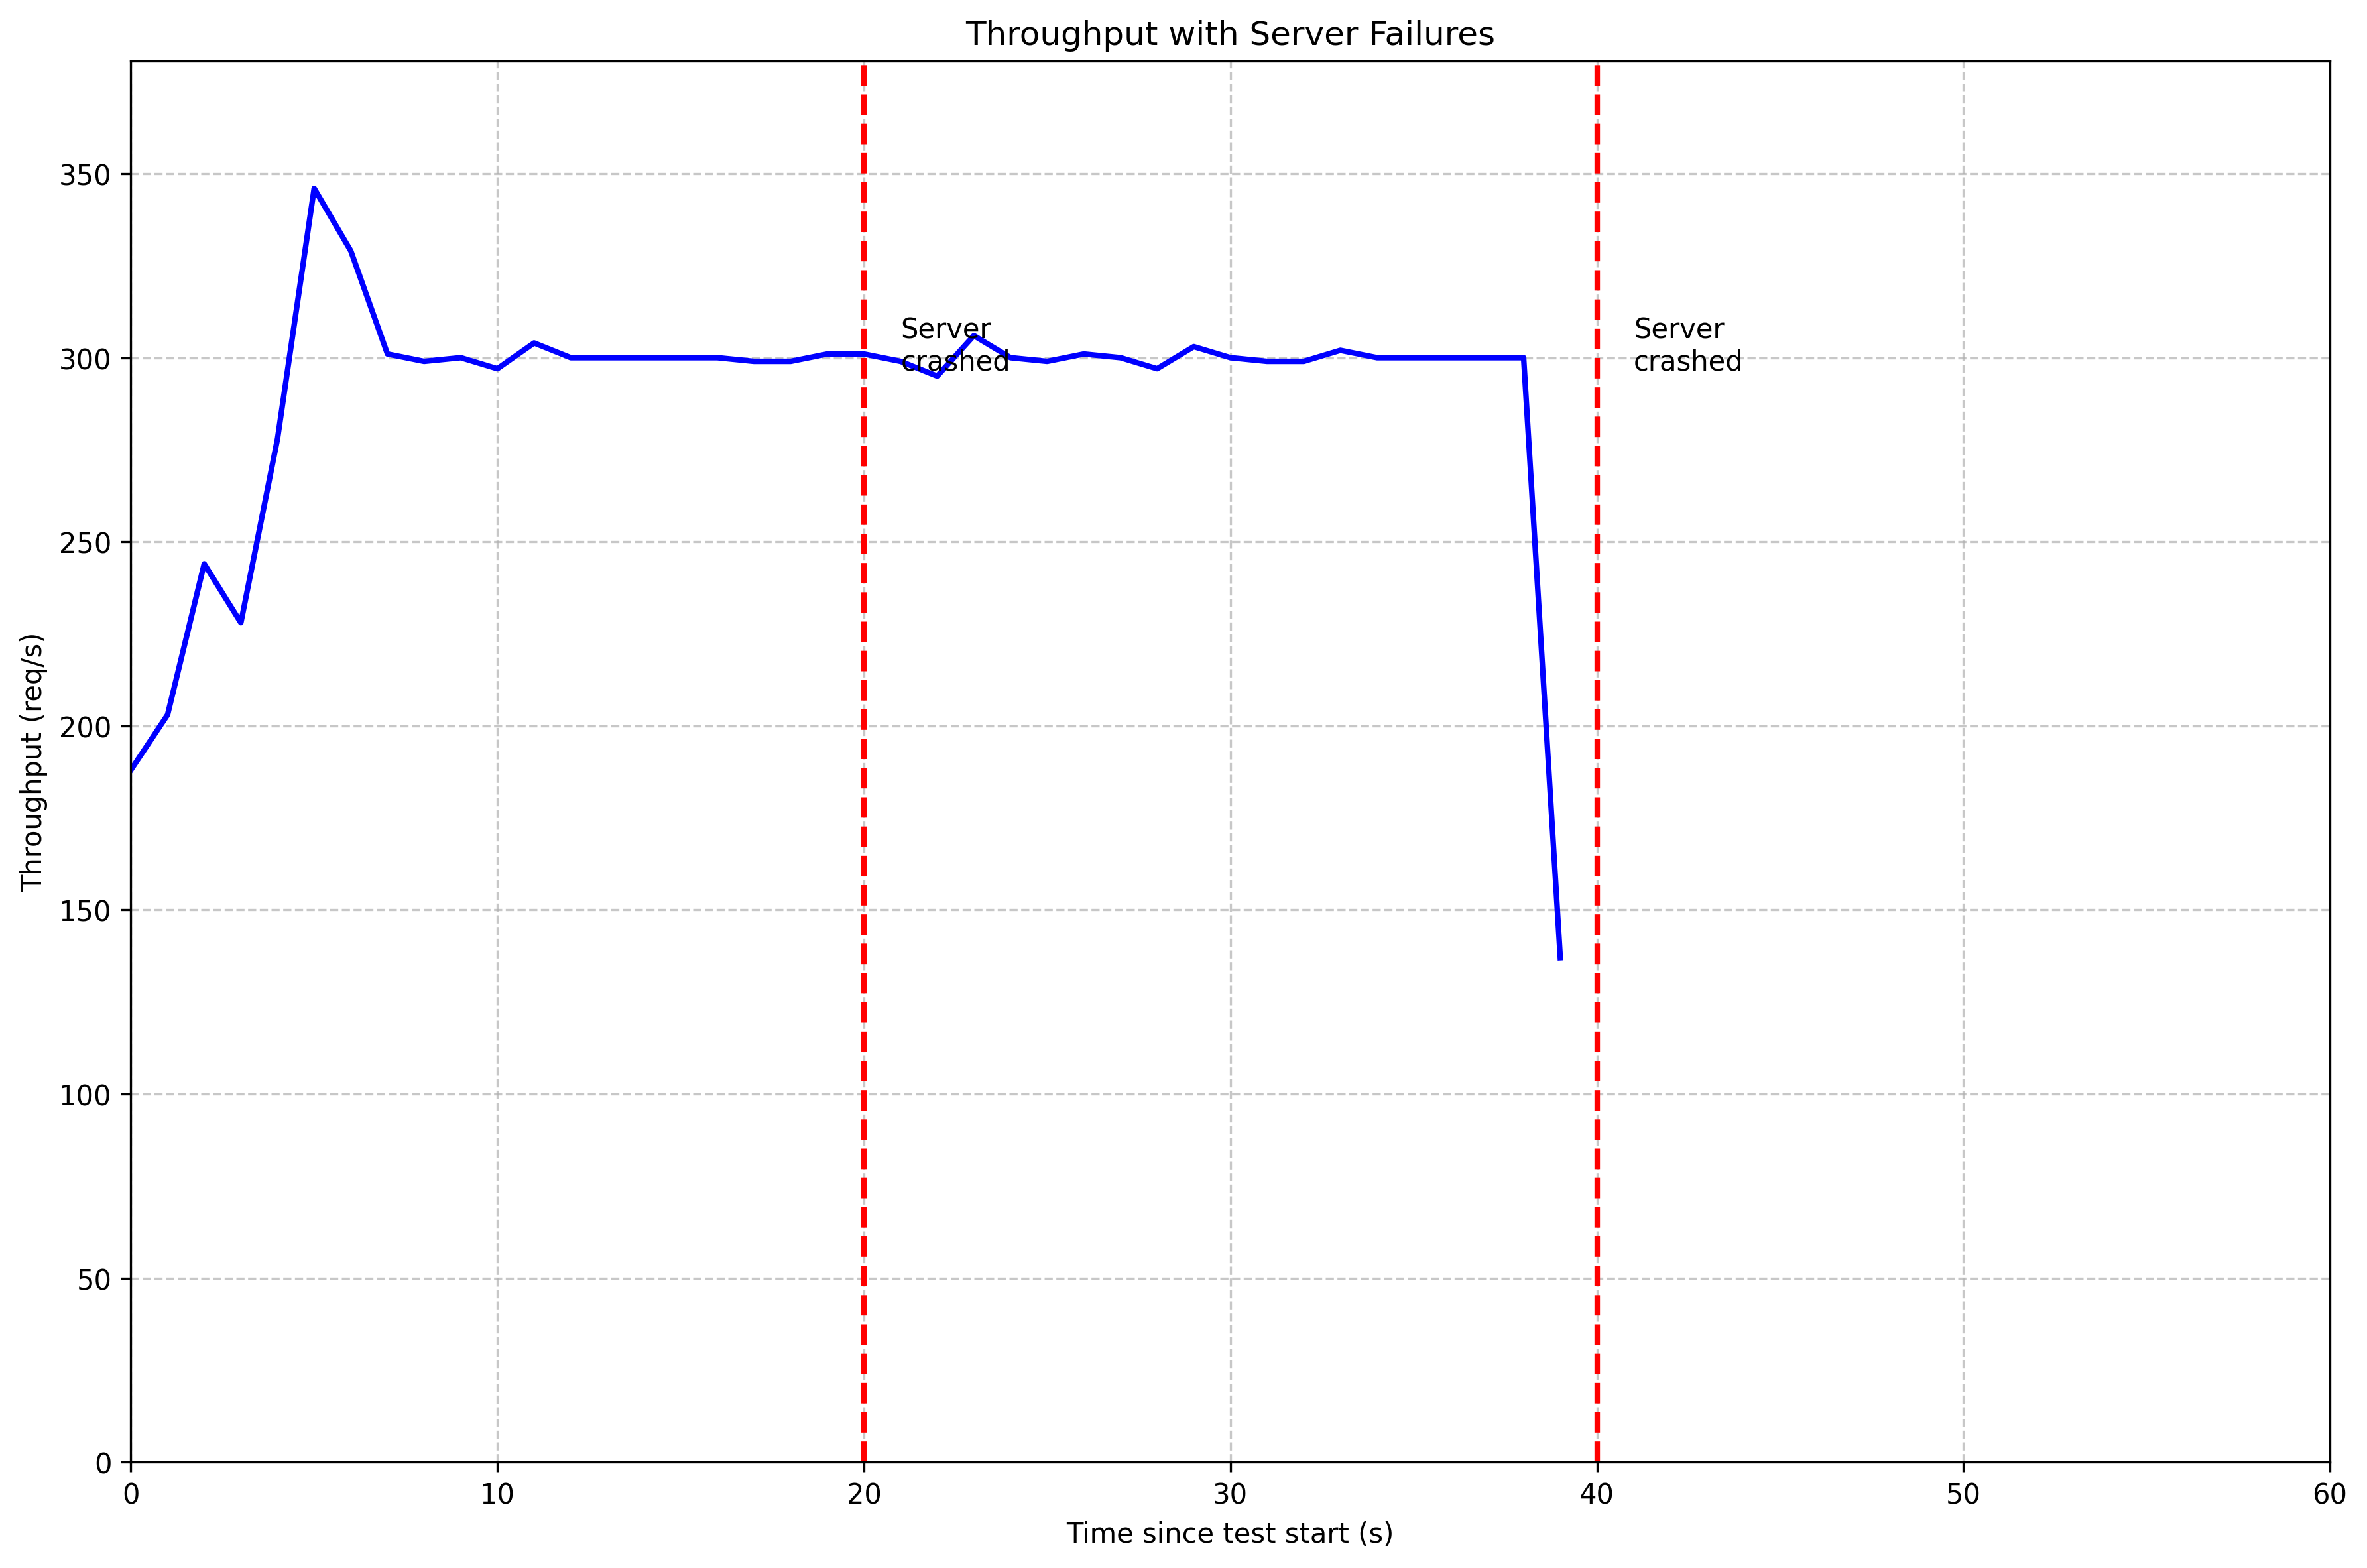 Throughput with Server Failures
Throughput (req/s)
350
300
250
200
150
100
50
0
Server
crashed
Server
crashed
0 10 20 30 40 50 60
Time since test start (s)